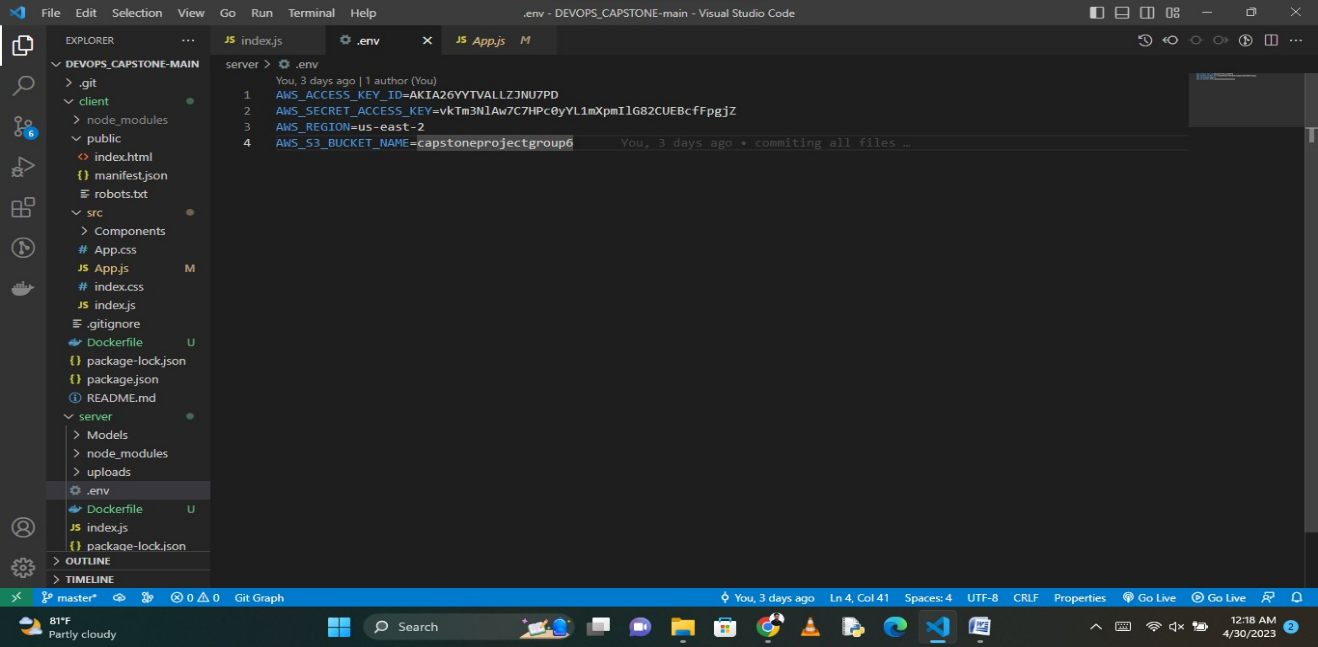 File Edit Selection View Go Run Terminal Help
.env - DEVOPS_CAPSTONE-main - Visual Studio Code
EXPLORER
JS index.js
.env
JS App.js M
DEVOPS_CAPSTONE-MAIN
.git
client
node_modules
public
index.html
manifest.json
robots.txt
src
Components
# App.css
JS App.js M
# index.css
JS index.js
.gitignore
Dockerfile U
package-lock.json
package.json
README.md
server
Models
node_modules
uploads
.env
Dockerfile U
JS index.js
package-lock.json
OUTLINE
TIMELINE
6
server > .env
You, 3 days ago | 1 author (You)
1 AWS_ACCESS_KEY_ID=AKIA26YYTVALLZJNU7PD
2 AWS_SECRET_ACCESS_KEY=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
3 AWS_REGION=us-east-2
4 AWS_S3_BUCKET_NAME=capstoneprojectgroup6 You, 3 days ago • commiting all files …
master* 0 0 Git Graph
You, 3 days ago Ln 4, Col 41 Spaces: 4 UTF-8 CRLF Properties Go Live Go Live
81°F
Partly cloudy
Search
12:18 AM
4/30/2023
2